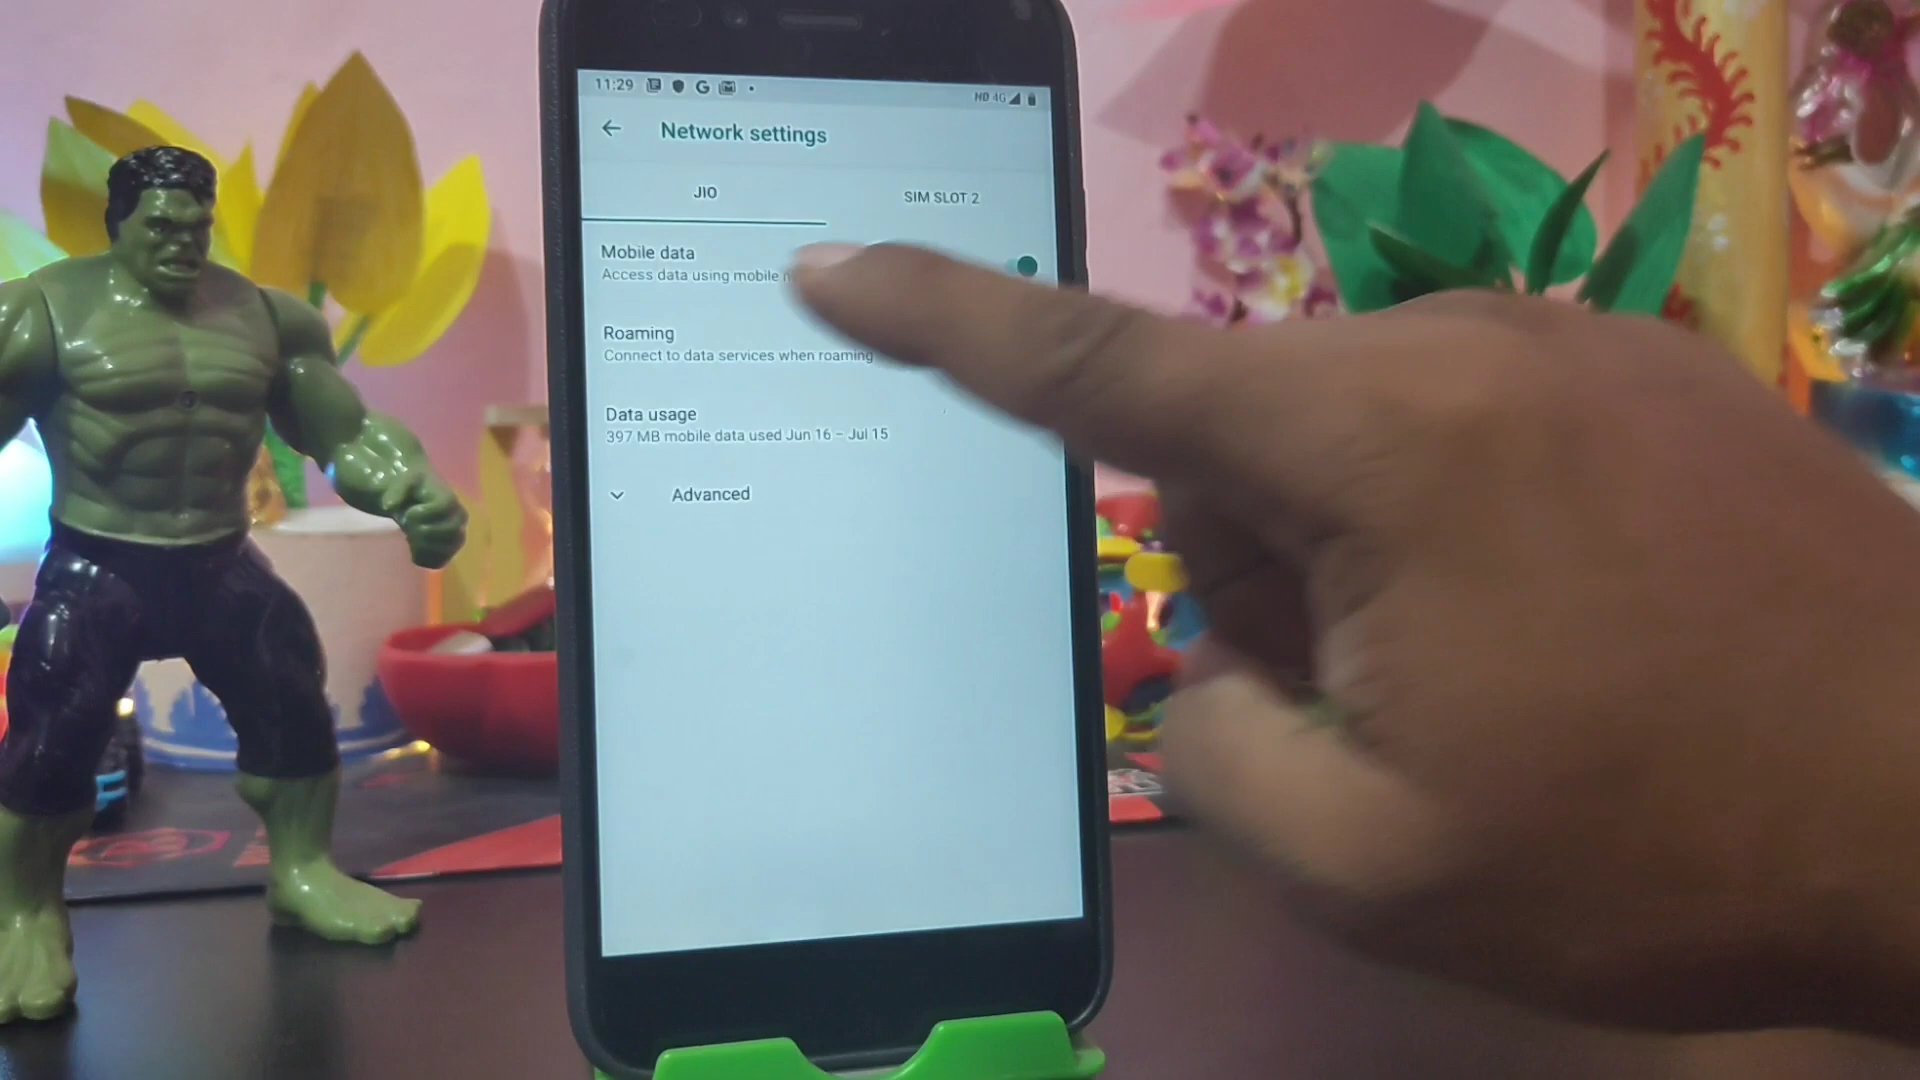 11:29 HD 4G
Network settings
JIO SIM SLOT 2
Mobile data
Access data using mobile
Roaming
Connect to data services when roaming
Data usage
397 MB mobile data used Jun 16 – Jul 15
Advanced